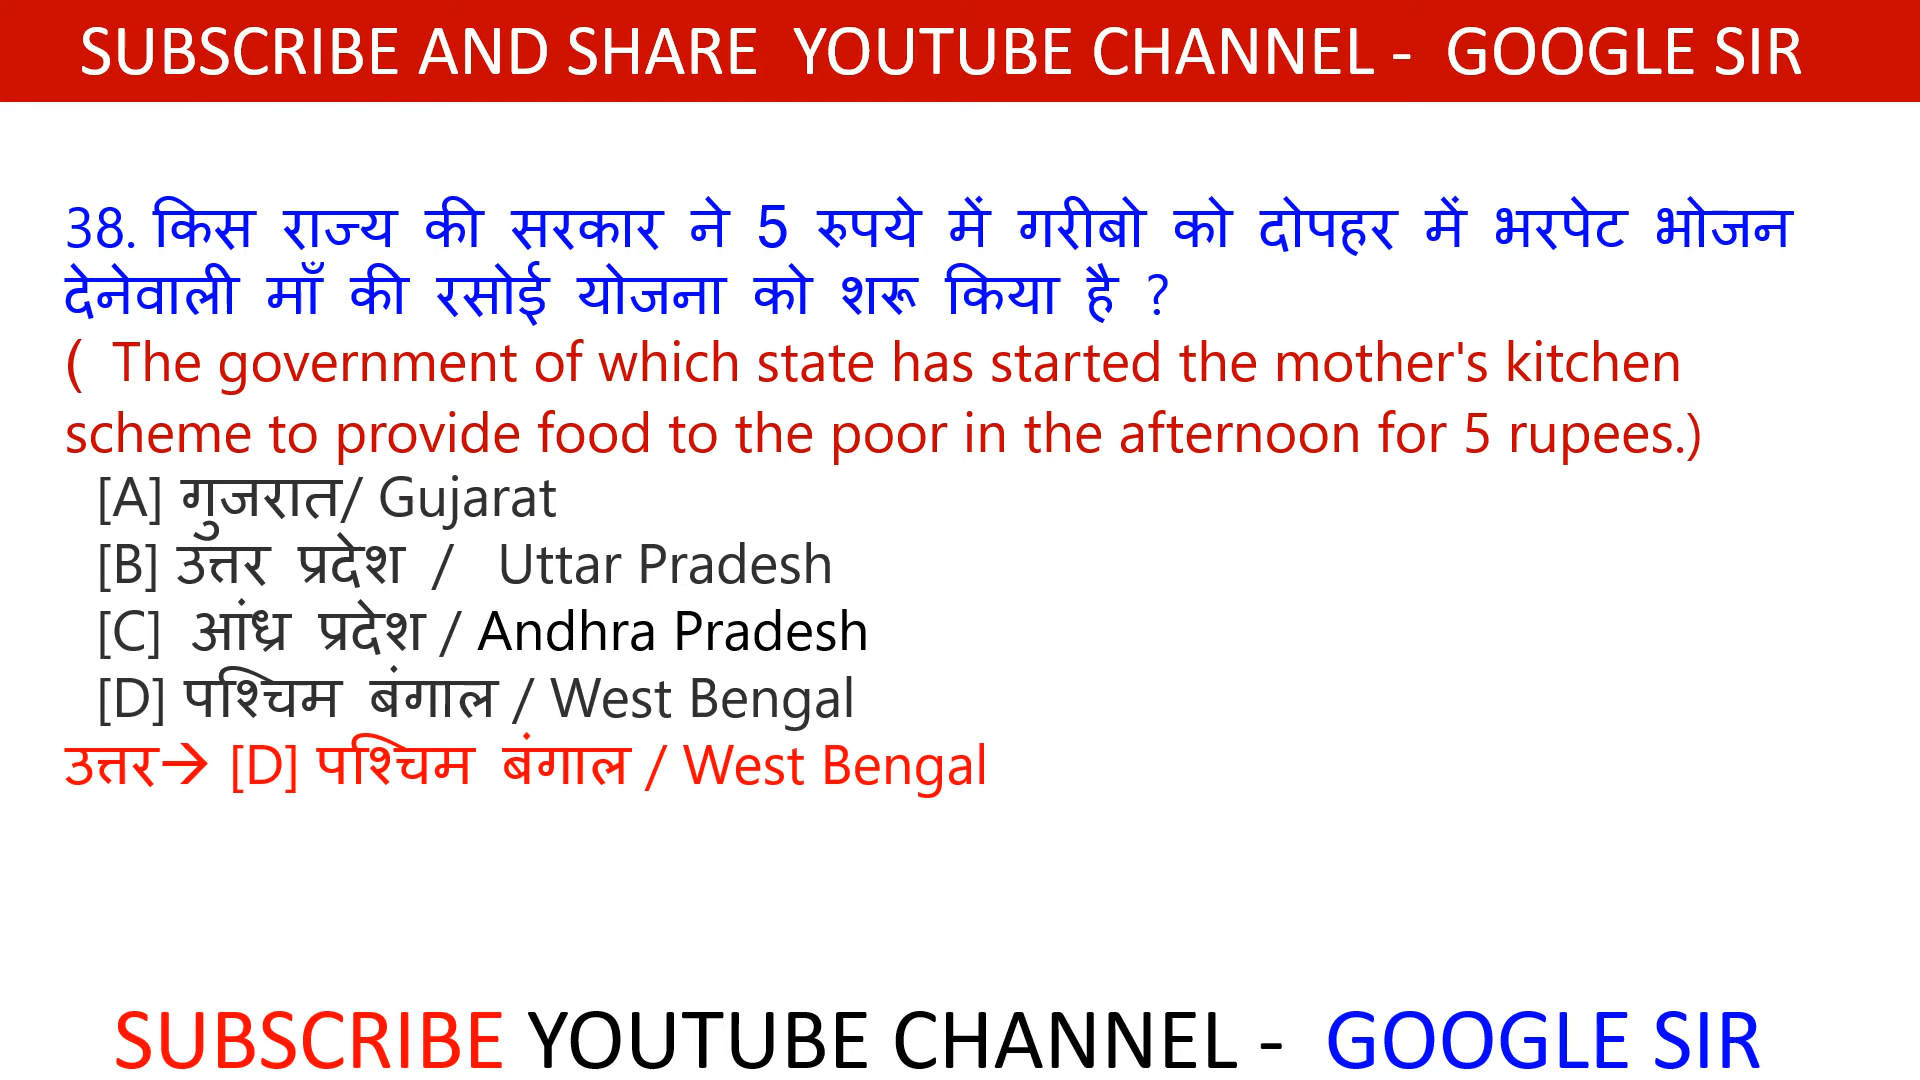 SUBSCRIBE AND SHARE YOUTUBE CHANNEL - GOOGLE SIR
38. किस राज्य की सरकार ने 5 रुपये में गरीबो को दोपहर में भरपेट भोजन
देनेवाली माँ की रसोई योजना को शरू किया है ?
( The government of which state has started the mother's kitchen
scheme to provide food to the poor in the afternoon for 5 rupees.)
[A] गुजरात/ Gujarat
[B] उत्तर प्रदेश / Uttar Pradesh
[C] आंध्र प्रदेश / Andhra Pradesh
[D] पश्चिम बंगाल / West Bengal
उत्तर→ [D] पश्चिम बंगाल / West Bengal
SUBSCRIBE YOUTUBE CHANNEL - GOOGLE SIR